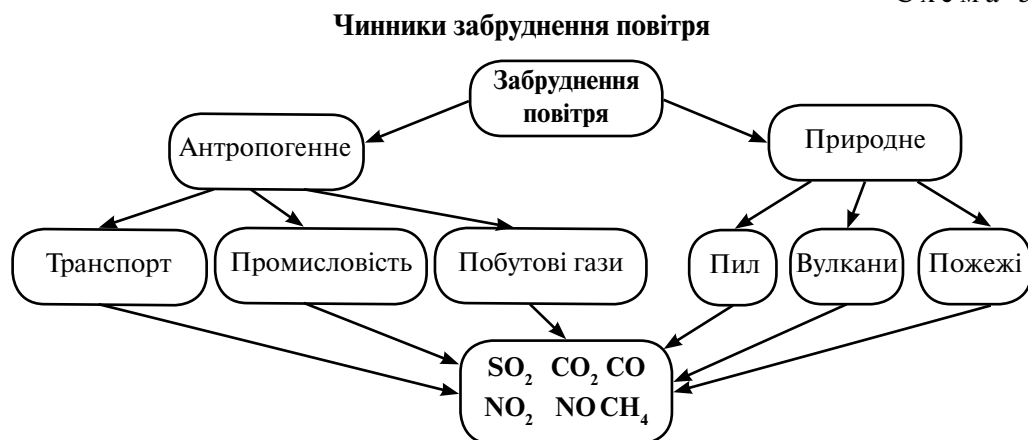 Чинники забруднення повітря
Забруднення
повітря
Антропогенне
Природне
Транспорт
Промисловість
Побутові гази
Пил
Вулкани
Пожежі
SO₂ CO₂ CO
NO₂ NO CH₄